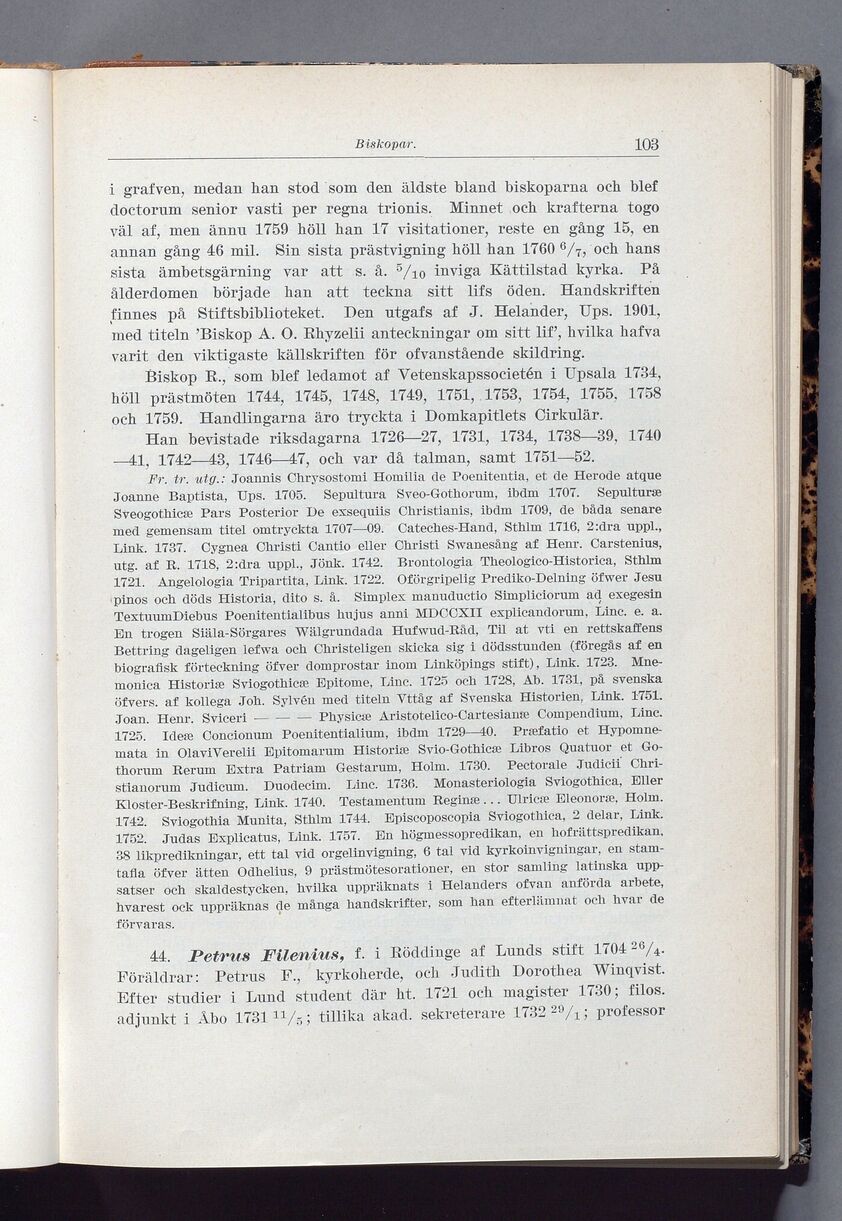 Biskopar. 103
i grafven, medan han stod som den äldste bland biskoparna och blef
doctorum senior vasti per regna trionis. Minnet och krafterna togo
väl af, men ännu 1759 höll han 17 visitationer, reste en gång 15, en
annan gång 46 mil. Sin sista prästvigning höll han 1760 6/7, och hans
sista ämbetsgärning var att s. å. 5/10 inviga Kättilstad kyrka. På
ålderdomen började han att teckna sitt lifs öden. Handskriften
finnes på Stiftsbiblioteket. Den utgafs af J. Helander, Ups. 1901,
med titeln 'Biskop A. O. Rhyzelii anteckningar om sitt lif', hvilka hafva
varit den viktigaste källskriften för ofvanstående skildring.
Biskop R., som blef ledamot af Vetenskapssocietén i Upsala 1734,
höll prästmöten 1744, 1745, 1748, 1749, 1751, 1753, 1754, 1755, 1758
och 1759. Handlingarna äro tryckta i Domkapitlets Cirkulär.
Han bevistade riksdagarna 1726—27, 1731, 1734, 1738—39, 1740
—41, 1742—43, 1746—47, och var då talman, samt 1751—52.
Fr. tr. utg.: Joannis Chrysostomi Homilia de Poenitentia, et de Herode atque
Joanne Baptista, Ups. 1705. Sepultura Sveo-Gothorum, ibdm 1707. Sepulturæ
Sveogothicæ Pars Posterior De exsequiis Christianis, ibdm 1709, de båda senare
med gemensam titel omtryckta 1707—09. Cateches-Hand, Sthlm 1716, 2:dra uppl.,
Link. 1737. Cygnea Christi Cantio eller Christi Swanesång af Henr. Carstenius,
utg. af R. 1718, 2:dra uppl., Jönk. 1742. Brontologia Theologico-Historica, Sthlm
1721. Angelologia Tripartita, Link. 1722. Oförgripelig Prediko-Delning öfwer Jesu
pinos och döds Historia, dito s. å. Simplex manuductio Simpliciorum ad exegesin
TextuumDiebus Poenitentialibus hujus anni MDCCXII explicandorum, Linc. e. a.
En trogen Siäla-Sörgares Wälgrundada Hufwud-Råd, Til at vti en rettskaffens
Bettring dageligen lefwa och Christeligen skicka sig i dödsstunden (föregås af en
biografisk förteckning öfver domprostar inom Linköpings stift), Link. 1723. Mne-
monica Historiæ Sviogothicæ Epitome, Linc. 1725 och 1728, Ab. 1731, på svenska
öfvers. af kollega Joh. Sylvén med titeln Vttåg af Svenska Historien, Link. 1751.
Joan. Henr. Sviceri — — — Physicæ Aristotelico-Cartesianæ Compendium, Linc.
1725. Ideæ Concionum Poenitentialium, ibdm 1729—40. Præfatio et Hypomne-
mata in OlaviVerelii Epitomarum Historiæ Svio-Gothicæ Libros Quatuor et Go-
thorum Rerum Extra Patriam Gestarum, Holm. 1730. Pectorale Judicii Chri-
stianorum Judicum. Duodecim. Linc. 1736. Monasteriologia Sviogothica, Eller
Kloster-Beskrifning, Link. 1740. Testamentum Reginæ... Ulricæ Eleonoræ, Holm.
1742. Sviogothia Munita, Sthlm 1744. Episcoposcopia Sviogothica, 2 delar, Link.
1752. Judas Explicatus, Link. 1757. En högmessopredikan, en hofrättspredikan,
38 likpredikningar, ett tal vid orgelinvigning, 6 tal vid kyrkoinvigningar, en stam-
tafla öfver ätten Odhelius, 9 prästmötesorationer, en stor samling latinska upp-
satser och skaldestycken, hvilka uppräknats i Helanders ofvan anförda arbete,
hvarest ock uppräknas de många handskrifter, som han efterlämnat och hvar de
förvaras.
44. Petrus Filenius, f. i Röddinge af Lunds stift 1704 26/4.
Föräldrar: Petrus F., kyrkoherde, och Judith Dorothea Winqvist.
Efter studier i Lund student där ht. 1721 och magister 1730; filos.
adjunkt i Åbo 1731 11/5; tillika akad. sekreterare 1732 29/1; professor